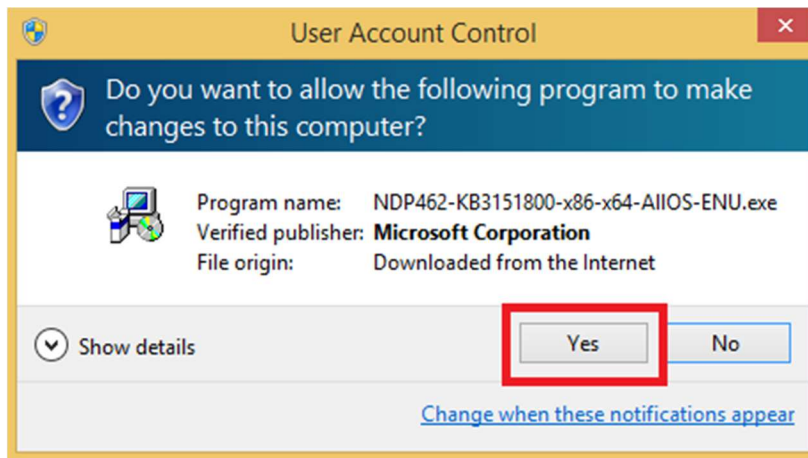 User Account Control
Do you want to allow the following program to make
changes to this computer?
Program name: NDP462-KB3151800-x86-x64-AllOS-ENU.exe
Verified publisher: Microsoft Corporation
File origin: Downloaded from the Internet
Show details
Yes
No
Change when these notifications appear